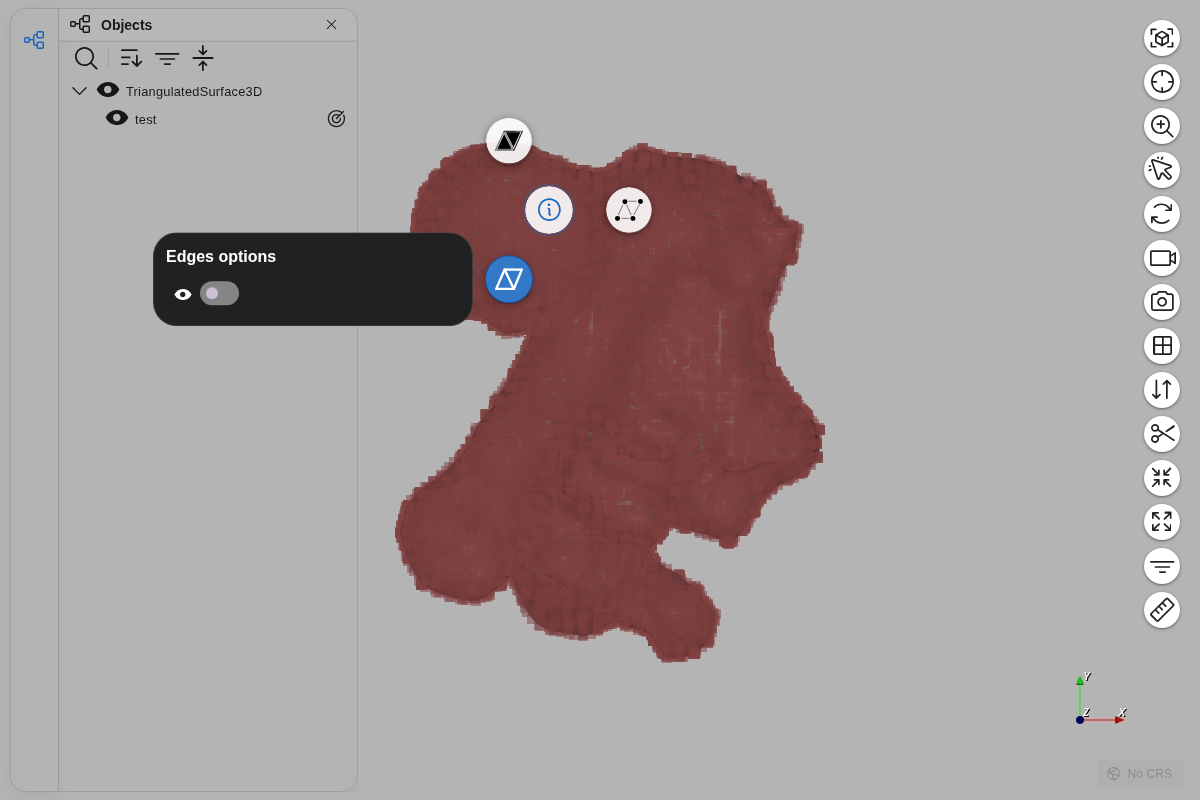 Objects
TriangulatedSurface3D
test
Edges options
Y
Z
X
No CRS